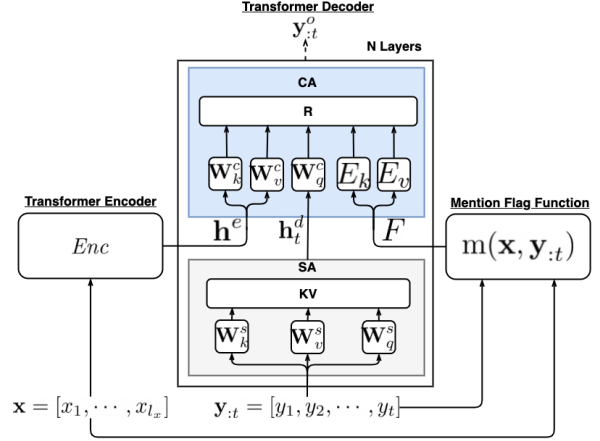 Transformer Decoder
y^o_{:t}
N Layers
CA
R
W^c_k W^c_v W^c_q E_k E_v
Transformer Encoder
Mention Flag Function
h^e h^d_t F
Enc
m(x, y_{:t})
SA
KV
W^s_k W^s_v W^s_q
x = [x_1, ⋯ , x_{l_x}] y_{:t} = [y_1, y_2, ⋯ , y_t]